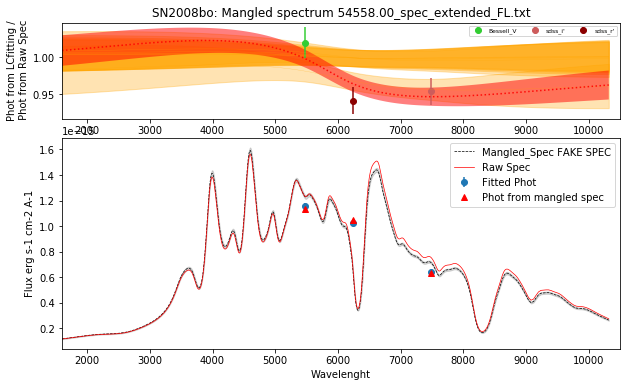 SN2008bo: Mangled spectrum 54558.00_spec_extended_FL.txt
Phot from LCfitting /
Phot from Raw Spec
1.00
0.95
Bessell_V
sdss_i'
sdss_r'
2000 3000 4000 5000 6000 7000 8000 9000 10000
1e−15
Flux erg s-1 cm-2 A-1
1.6
1.4
1.2
1.0
0.8
0.6
0.4
0.2
Mangled_Spec FAKE SPEC
Raw Spec
Fitted Phot
Phot from mangled spec
2000 3000 4000 5000 6000 7000 8000 9000 10000
Wavelenght